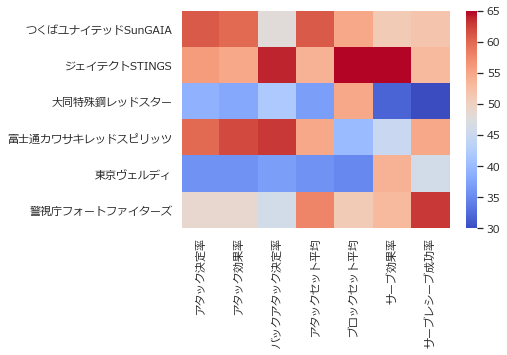 つくばユナイテッドSunGAIA
ジェイテクトSTINGS
大同特殊鋼レッドスター
富士通カワサキレッドスピリッツ
東京ヴェルディ
警視庁フォートファイターズ
アタック決定率
アタック効果率
バックアタック決定率
アタックセット平均
ブロックセット平均
サーブ効果率
サーブレシーブ成功率
65
60
55
50
45
40
35
30